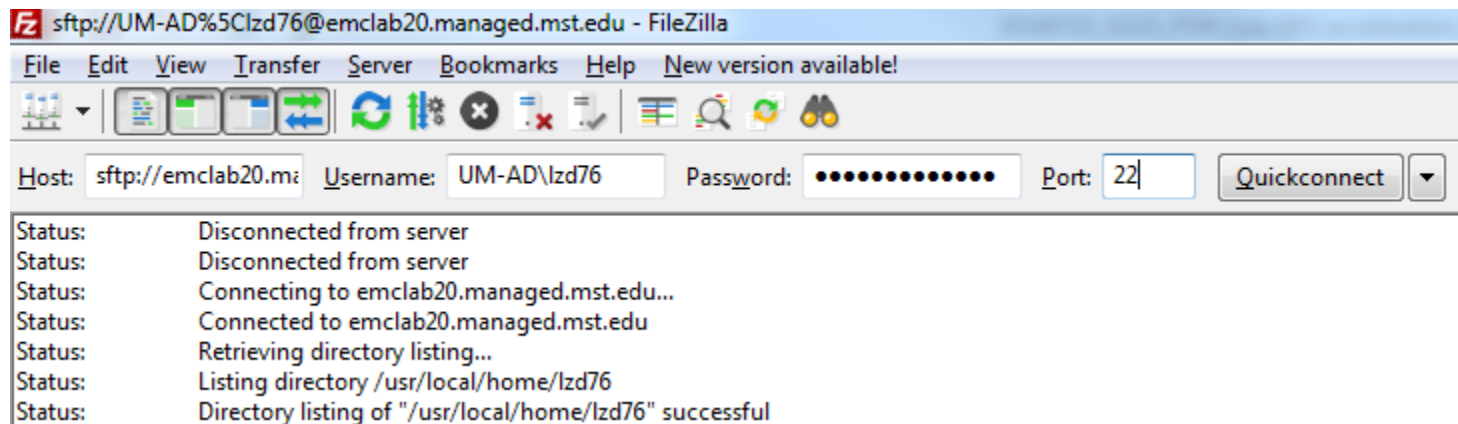 sftp://UM-AD%5Clzd76@emclab20.managed.mst.edu - FileZilla
File Edit View Transfer Server Bookmarks Help New version available!
Host: sftp://emclab20.ma Username: UM-AD\lzd76 Password: ●●●●●●●●●●●●● Port: 22 Quickconnect
Status: Disconnected from server
Status: Disconnected from server
Status: Connecting to emclab20.managed.mst.edu...
Status: Connected to emclab20.managed.mst.edu
Status: Retrieving directory listing...
Status: Listing directory /usr/local/home/lzd76
Status: Directory listing of "/usr/local/home/lzd76" successful